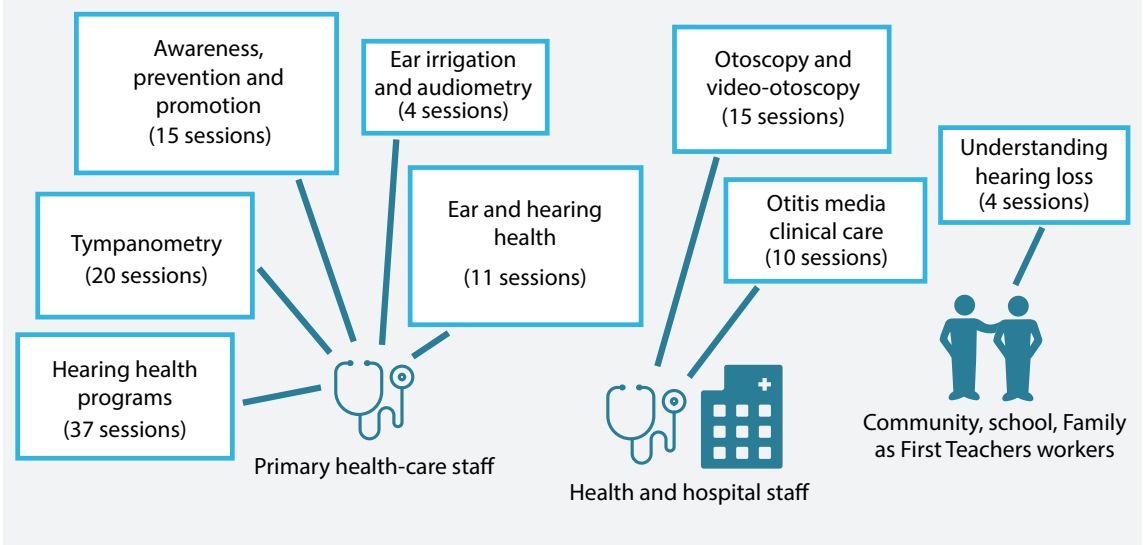 Awareness,
prevention and
promotion
(15 sessions)
Ear irrigation
and audiometry
(4 sessions)
Tympanometry
(20 sessions)
Ear and hearing
health
(11 sessions)
Hearing health
programs
(37 sessions)
Primary health-care staff
Otoscopy and
video-otoscopy
(15 sessions)
Otitis media
clinical care
(10 sessions)
Health and hospital staff
Understanding
hearing loss
(4 sessions)
Community, school, Family
as First Teachers workers